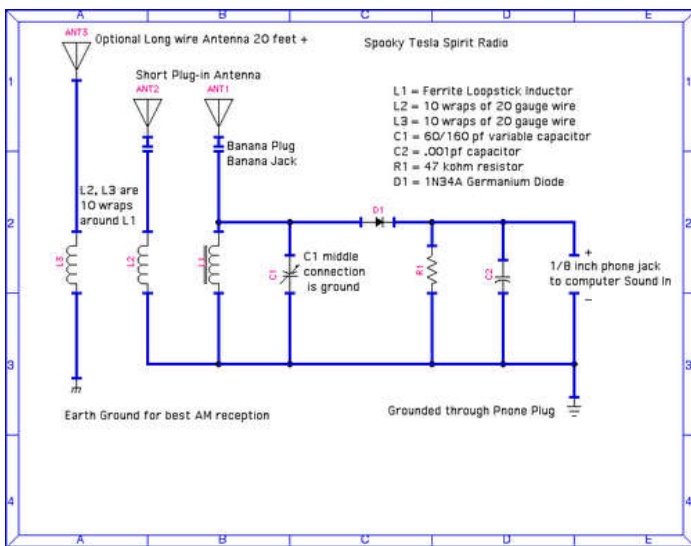 A B C D E
ANT3
Optional Long wire Antenna 20 feet +
Spooky Tesla Spirit Radio
1
1
Short Plug-in Antenna
ANT2
ANT1
L1 = Ferrite Loopstick Inductor
L2 = 10 wraps of 20 gauge wire
L3 = 10 wraps of 20 gauge wire
C1 = 60/160 pf variable capacitor
C2 = .001pf capacitor
R1 = 47 kohm resistor
D1 = 1N34A Germanium Diode
Banana Plug
Banana Jack
L2, L3 are
10 wraps
around L1
2
2
D1
L3
L2
L1
C1
C1 middle
connection
is ground
R1
C2
+
1/8 inch phone jack
to computer Sound In
-
3
3
Earth Ground for best AM reception
Grounded through Pnone Plug
4
4
A B C D E